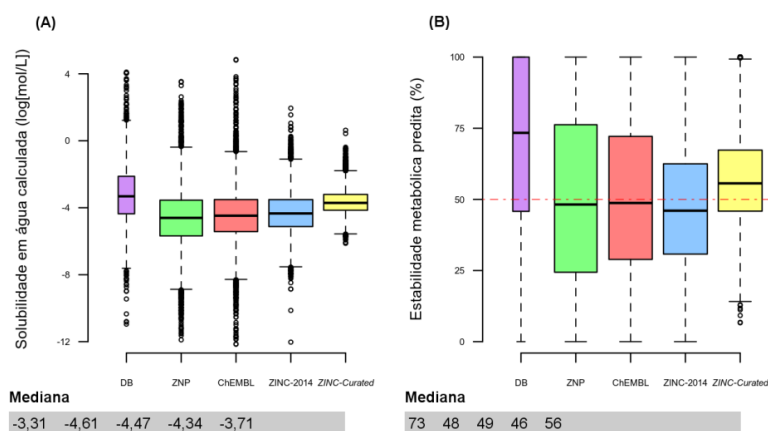 (A)
Solubilidade em água calculada (log[mol/L])
4
0
-4
-8
-12
DB ZNP ChEMBL ZINC-2014 ZINC-Curated
Mediana
-3,31 -4,61 -4,47 -4,34 -3,71
(B)
Estabilidade metabólica predita (%)
100
75
50
25
0
DB ZNP ChEMBL ZINC-2014 ZINC-Curated
Mediana
73 48 49 46 56